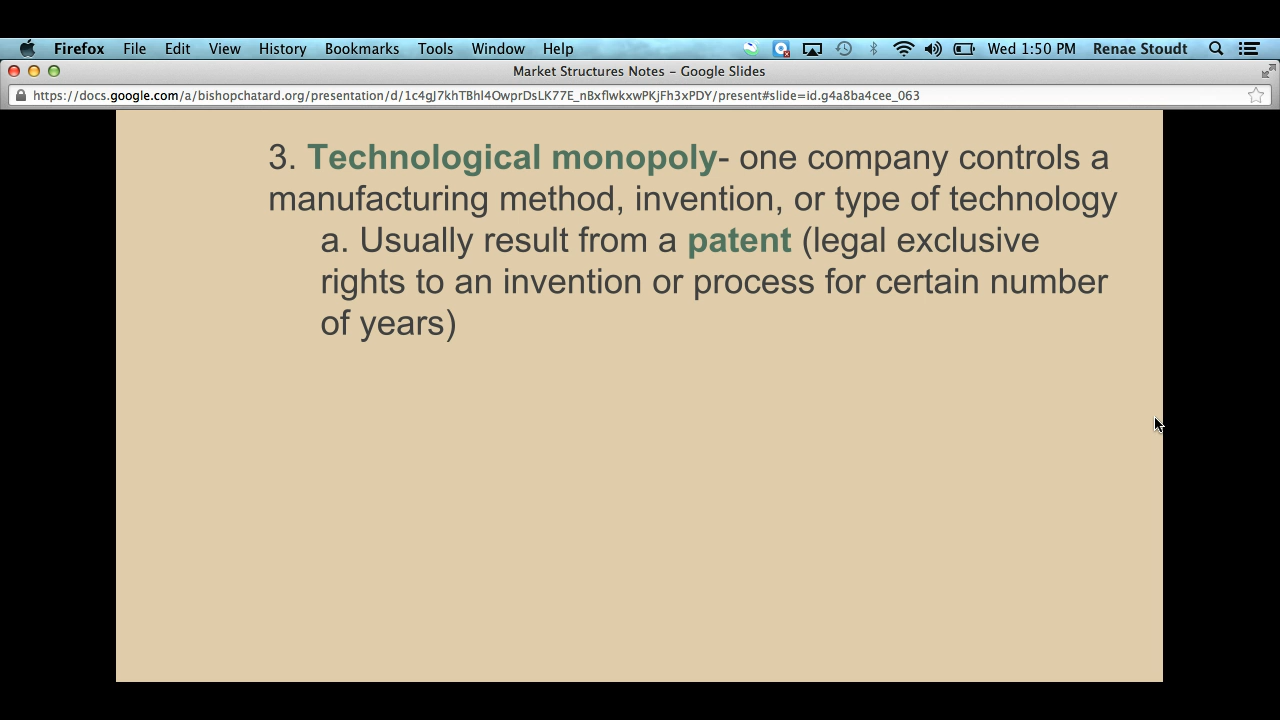 Firefox File Edit View History Bookmarks Tools Window Help Wed 1:50 PM Renae Stoudt
Market Structures Notes – Google Slides
https://docs.google.com/a/bishopchatard.org/presentation/d/1c4gJ7khTBhl4OwprDsLK77E_nBxflwkxwPKjFh3xPDY/present#slide=id.g4a8ba4cee_063
3. Technological monopoly- one company controls a
manufacturing method, invention, or type of technology
a. Usually result from a patent (legal exclusive
rights to an invention or process for certain number
of years)